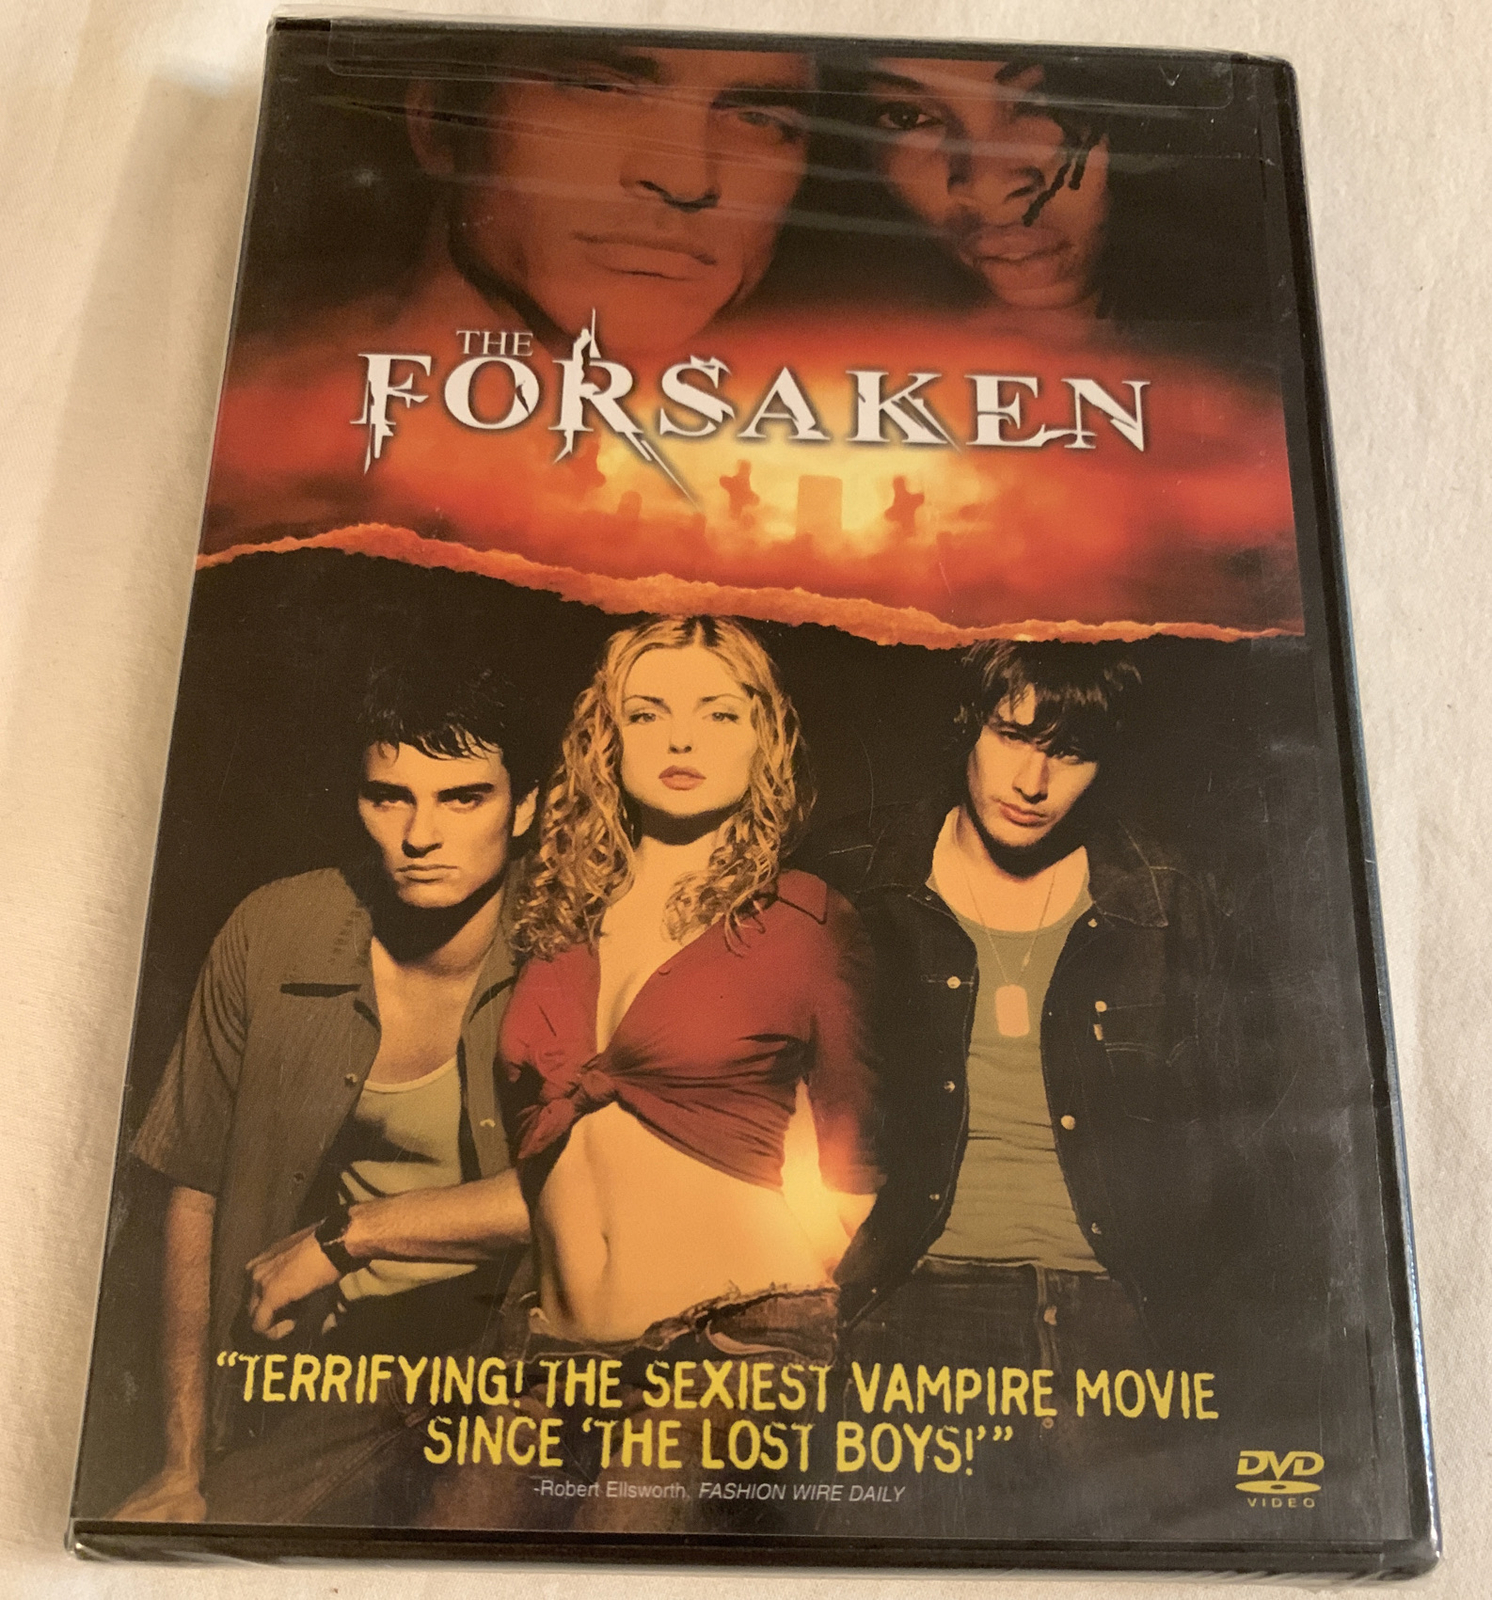 THE
FORSAKEN
“TERRIFYING! THE SEXIEST VAMPIRE MOVIE
SINCE ‘THE LOST BOYS!’”
-Robert Ellsworth, FASHION WIRE DAILY
DVD
VIDEO